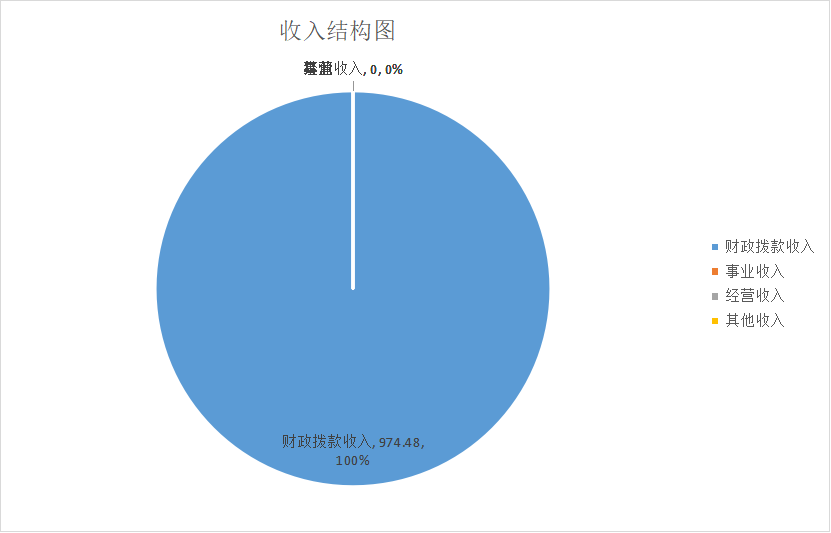 收入结构图
收入, 0, 0%
财政拨款收入, 974.48,
100%
财政拨款收入
事业收入
经营收入
其他收入